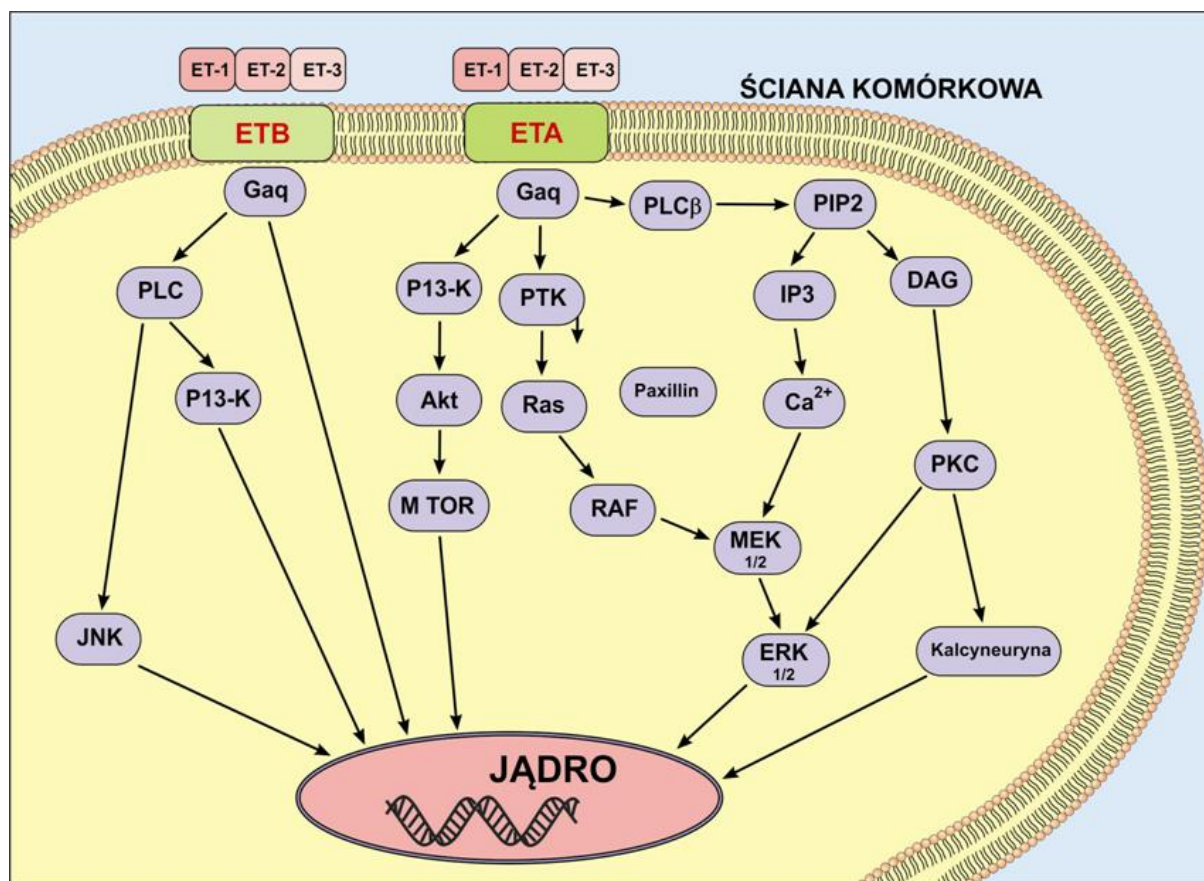 ET-1 ET-2 ET-3
ET-1 ET-2 ET-3
ŚCIANA KOMÓRKOWA
ETB
ETA
Gaq
Gaq
PLCβ
PIP2
PLC
P13-K
PTK
IP3
DAG
P13-K
Akt
Ras
Paxillin
Ca²⁺
M TOR
RAF
PKC
MEK
1/2
JNK
ERK
1/2
Kalcyneuryna
JĄDRO